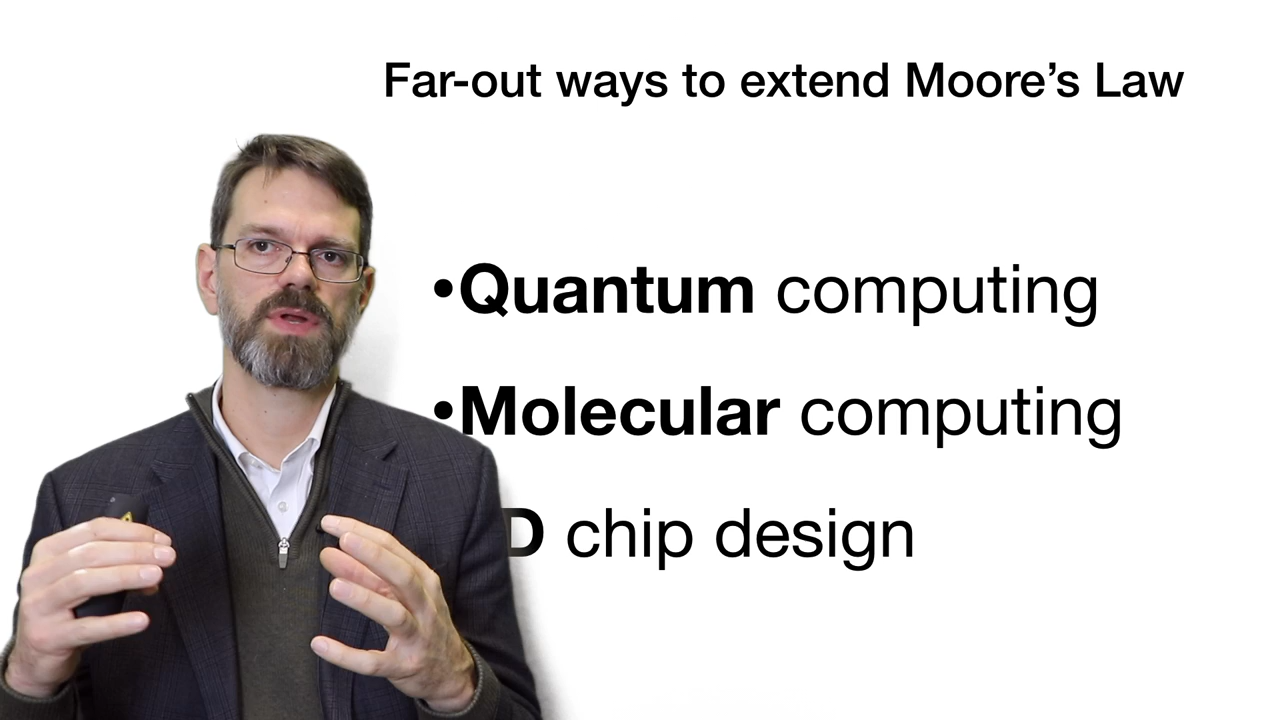 Far-out ways to extend Moore’s Law
•Quantum computing
•Molecular computing
D chip design